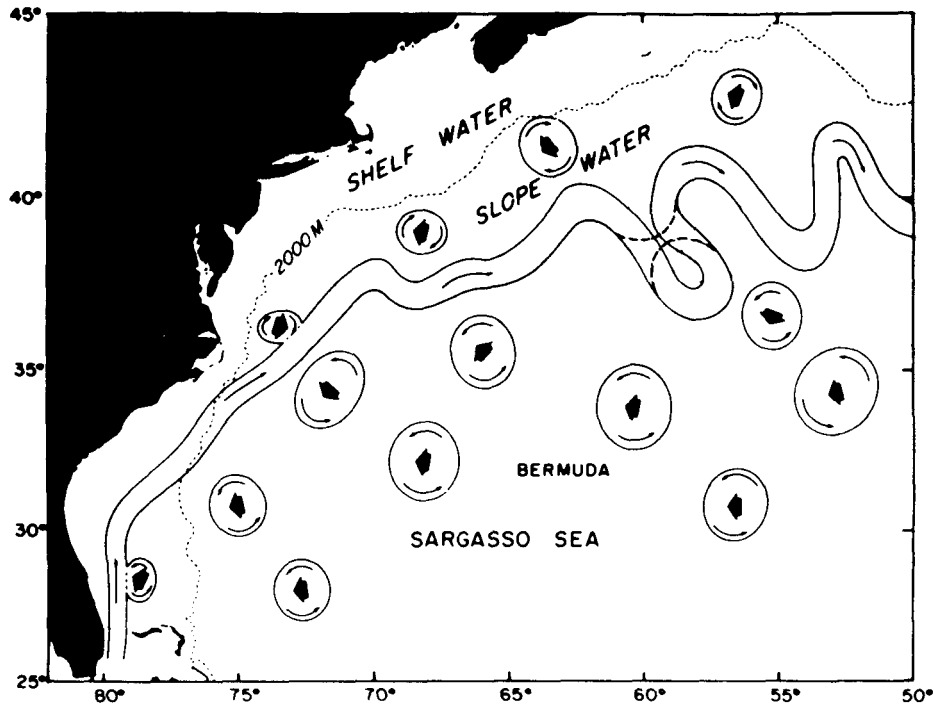 45°
SHELF WATER
SLOPE WATER
40°
2000M
35°
BERMUDA
30°
SARGASSO SEA
25°
80° 75° 70° 65° 60° 55° 50°